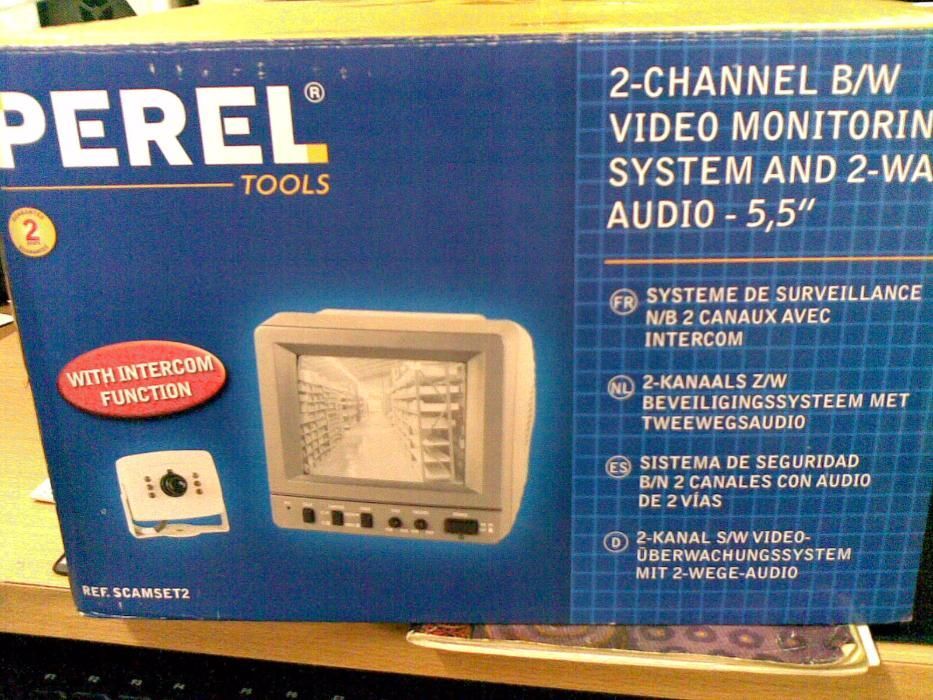 PEREL®
TOOLS
2
WITH INTERCOM
FUNCTION
REF. SCAMSET2
2-CHANNEL B/W
VIDEO MONITORIN
SYSTEM AND 2-WA
AUDIO - 5,5"
FR SYSTEME DE SURVEILLANCE
N/B 2 CANAUX AVEC
INTERCOM
NL 2-KANAALS Z/W
BEVEILIGINGSSYSTEEM MET
TWEEWEGSAUDIO
ES SISTEMA DE SEGURIDAD
B/N 2 CANALES CON AUDIO
DE 2 VÍAS
D 2-KANAL S/W VIDEO-
ÜBERWACHUNGSSYSTEM
MIT 2-WEGE-AUDIO